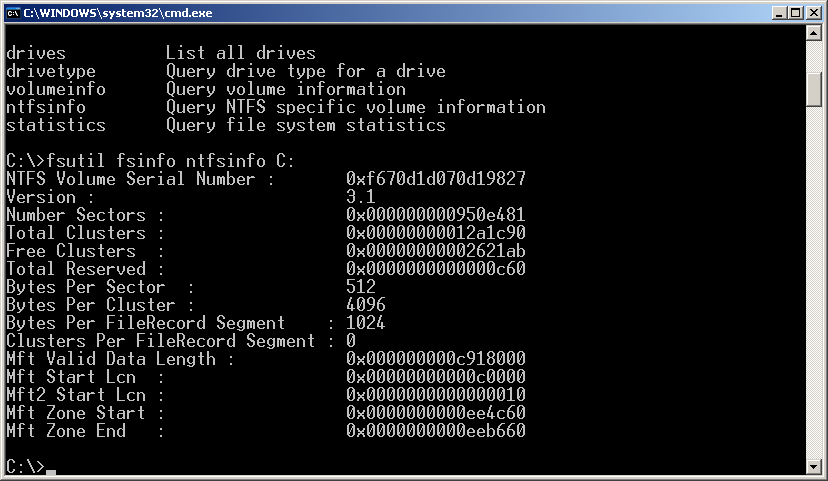 C:\WINDOWS\system32\cmd.exe
drives          List all drives
drivetype       Query drive type for a drive
volumeinfo      Query volume information
ntfsinfo        Query NTFS specific volume information
statistics      Query file system statistics
C:\>fsutil fsinfo ntfsinfo C:
NTFS Volume Serial Number :       0xf670d1d070d19827
Version :                         3.1
Number Sectors :                  0x000000000950e481
Total Clusters :                  0x00000000012a1c90
Free Clusters  :                  0x00000000002621ab
Total Reserved :                  0x0000000000000c60
Bytes Per Sector  :               512
Bytes Per Cluster :               4096
Bytes Per FileRecord Segment    : 1024
Clusters Per FileRecord Segment : 0
Mft Valid Data Length :           0x000000000c918000
Mft Start Lcn  :                  0x00000000000c0000
Mft2 Start Lcn :                  0x0000000000000010
Mft Zone Start :                  0x0000000000ee4c60
Mft Zone End   :                  0x0000000000eeb660
C:\>_